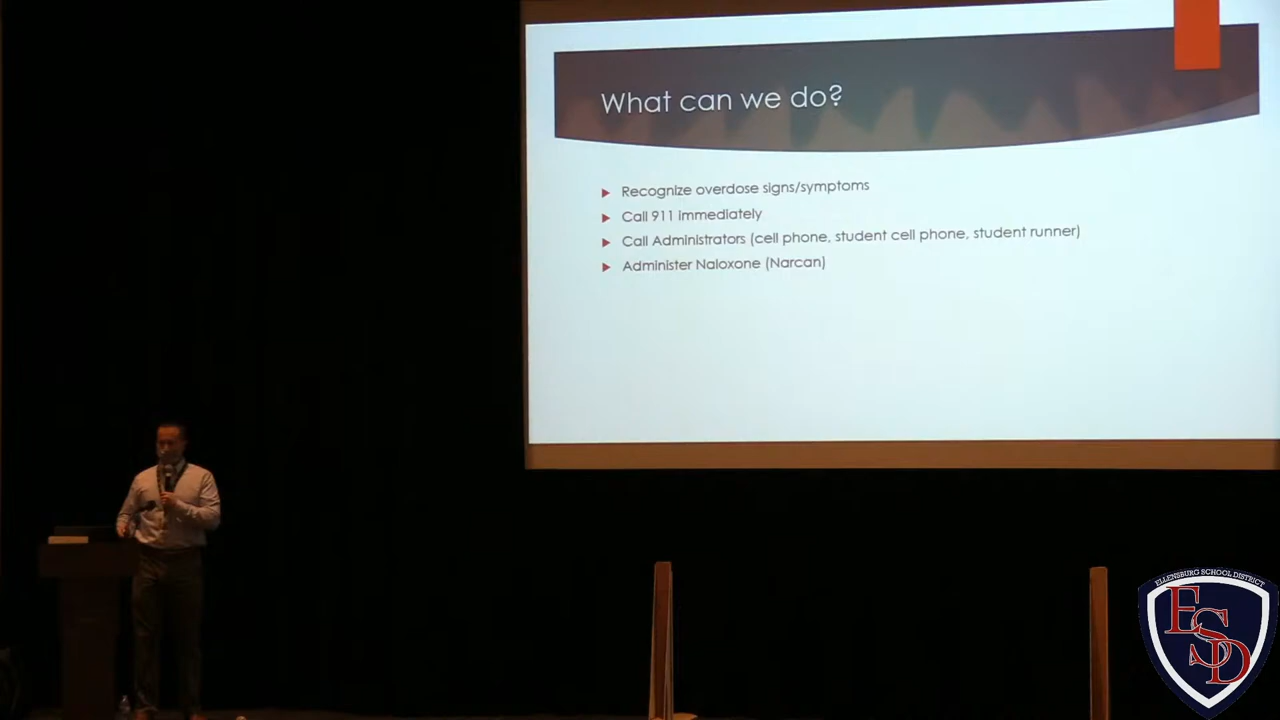 What can we do?
Recognize overdose signs/symptoms
Call 911 immediately
Call Administrators (cell phone, student cell phone, student runner)
Administer Naloxone (Narcan)
ELLENSBURG SCHOOL DISTRICT
ESD